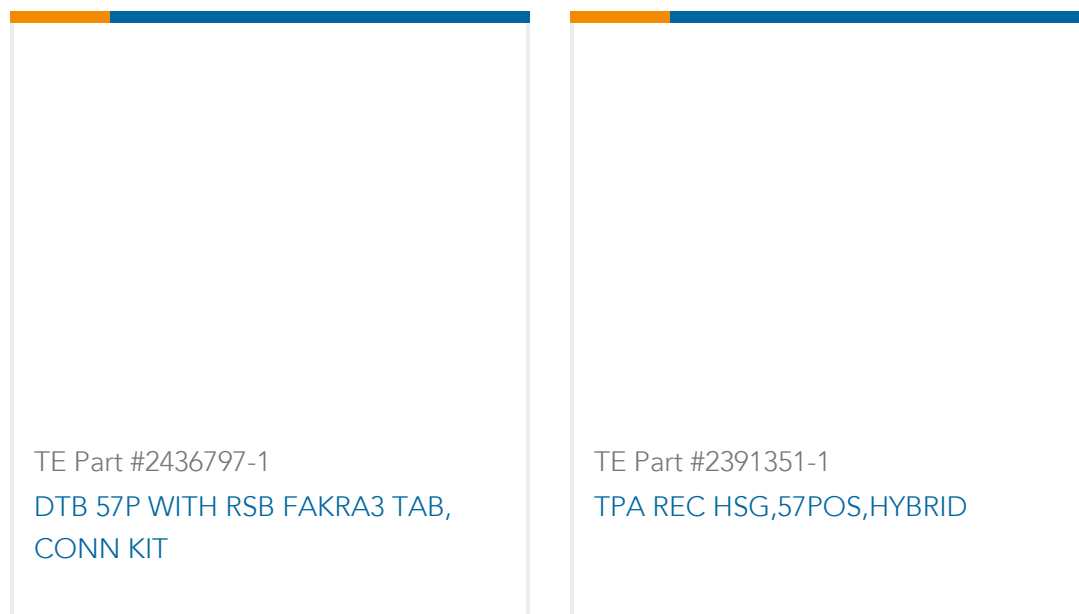 TE Part #2436797-1
DTB 57P WITH RSB FAKRA3 TAB,
CONN KIT
TE Part #2391351-1
TPA REC HSG,57POS,HYBRID